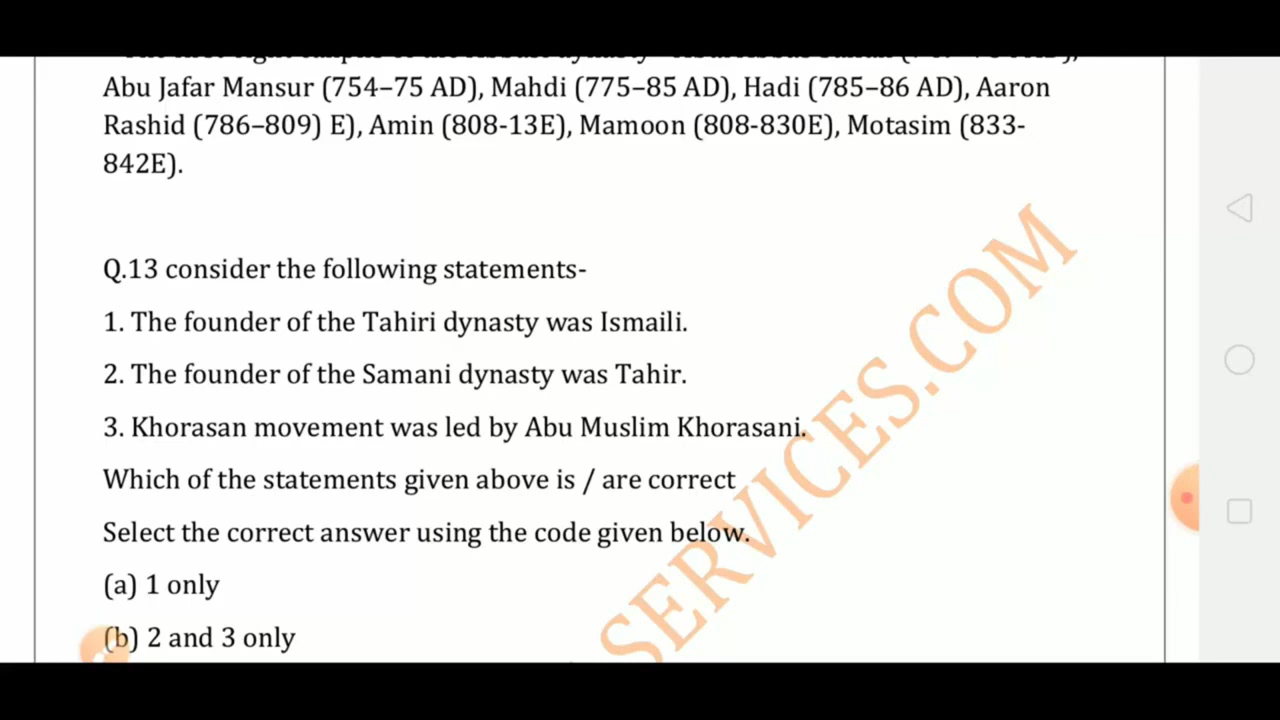 Abu Jafar Mansur (754–75 AD), Mahdi (775–85 AD), Hadi (785–86 AD), Aaron
Rashid (786–809) E), Amin (808-13E), Mamoon (808-830E), Motasim (833-
842E).
Q.13 consider the following statements-
1. The founder of the Tahiri dynasty was Ismaili.
2. The founder of the Samani dynasty was Tahir.
3. Khorasan movement was led by Abu Muslim Khorasani.
Which of the statements given above is / are correct
Select the correct answer using the code given below.
(a) 1 only
(b) 2 and 3 only
SERVICES.COM